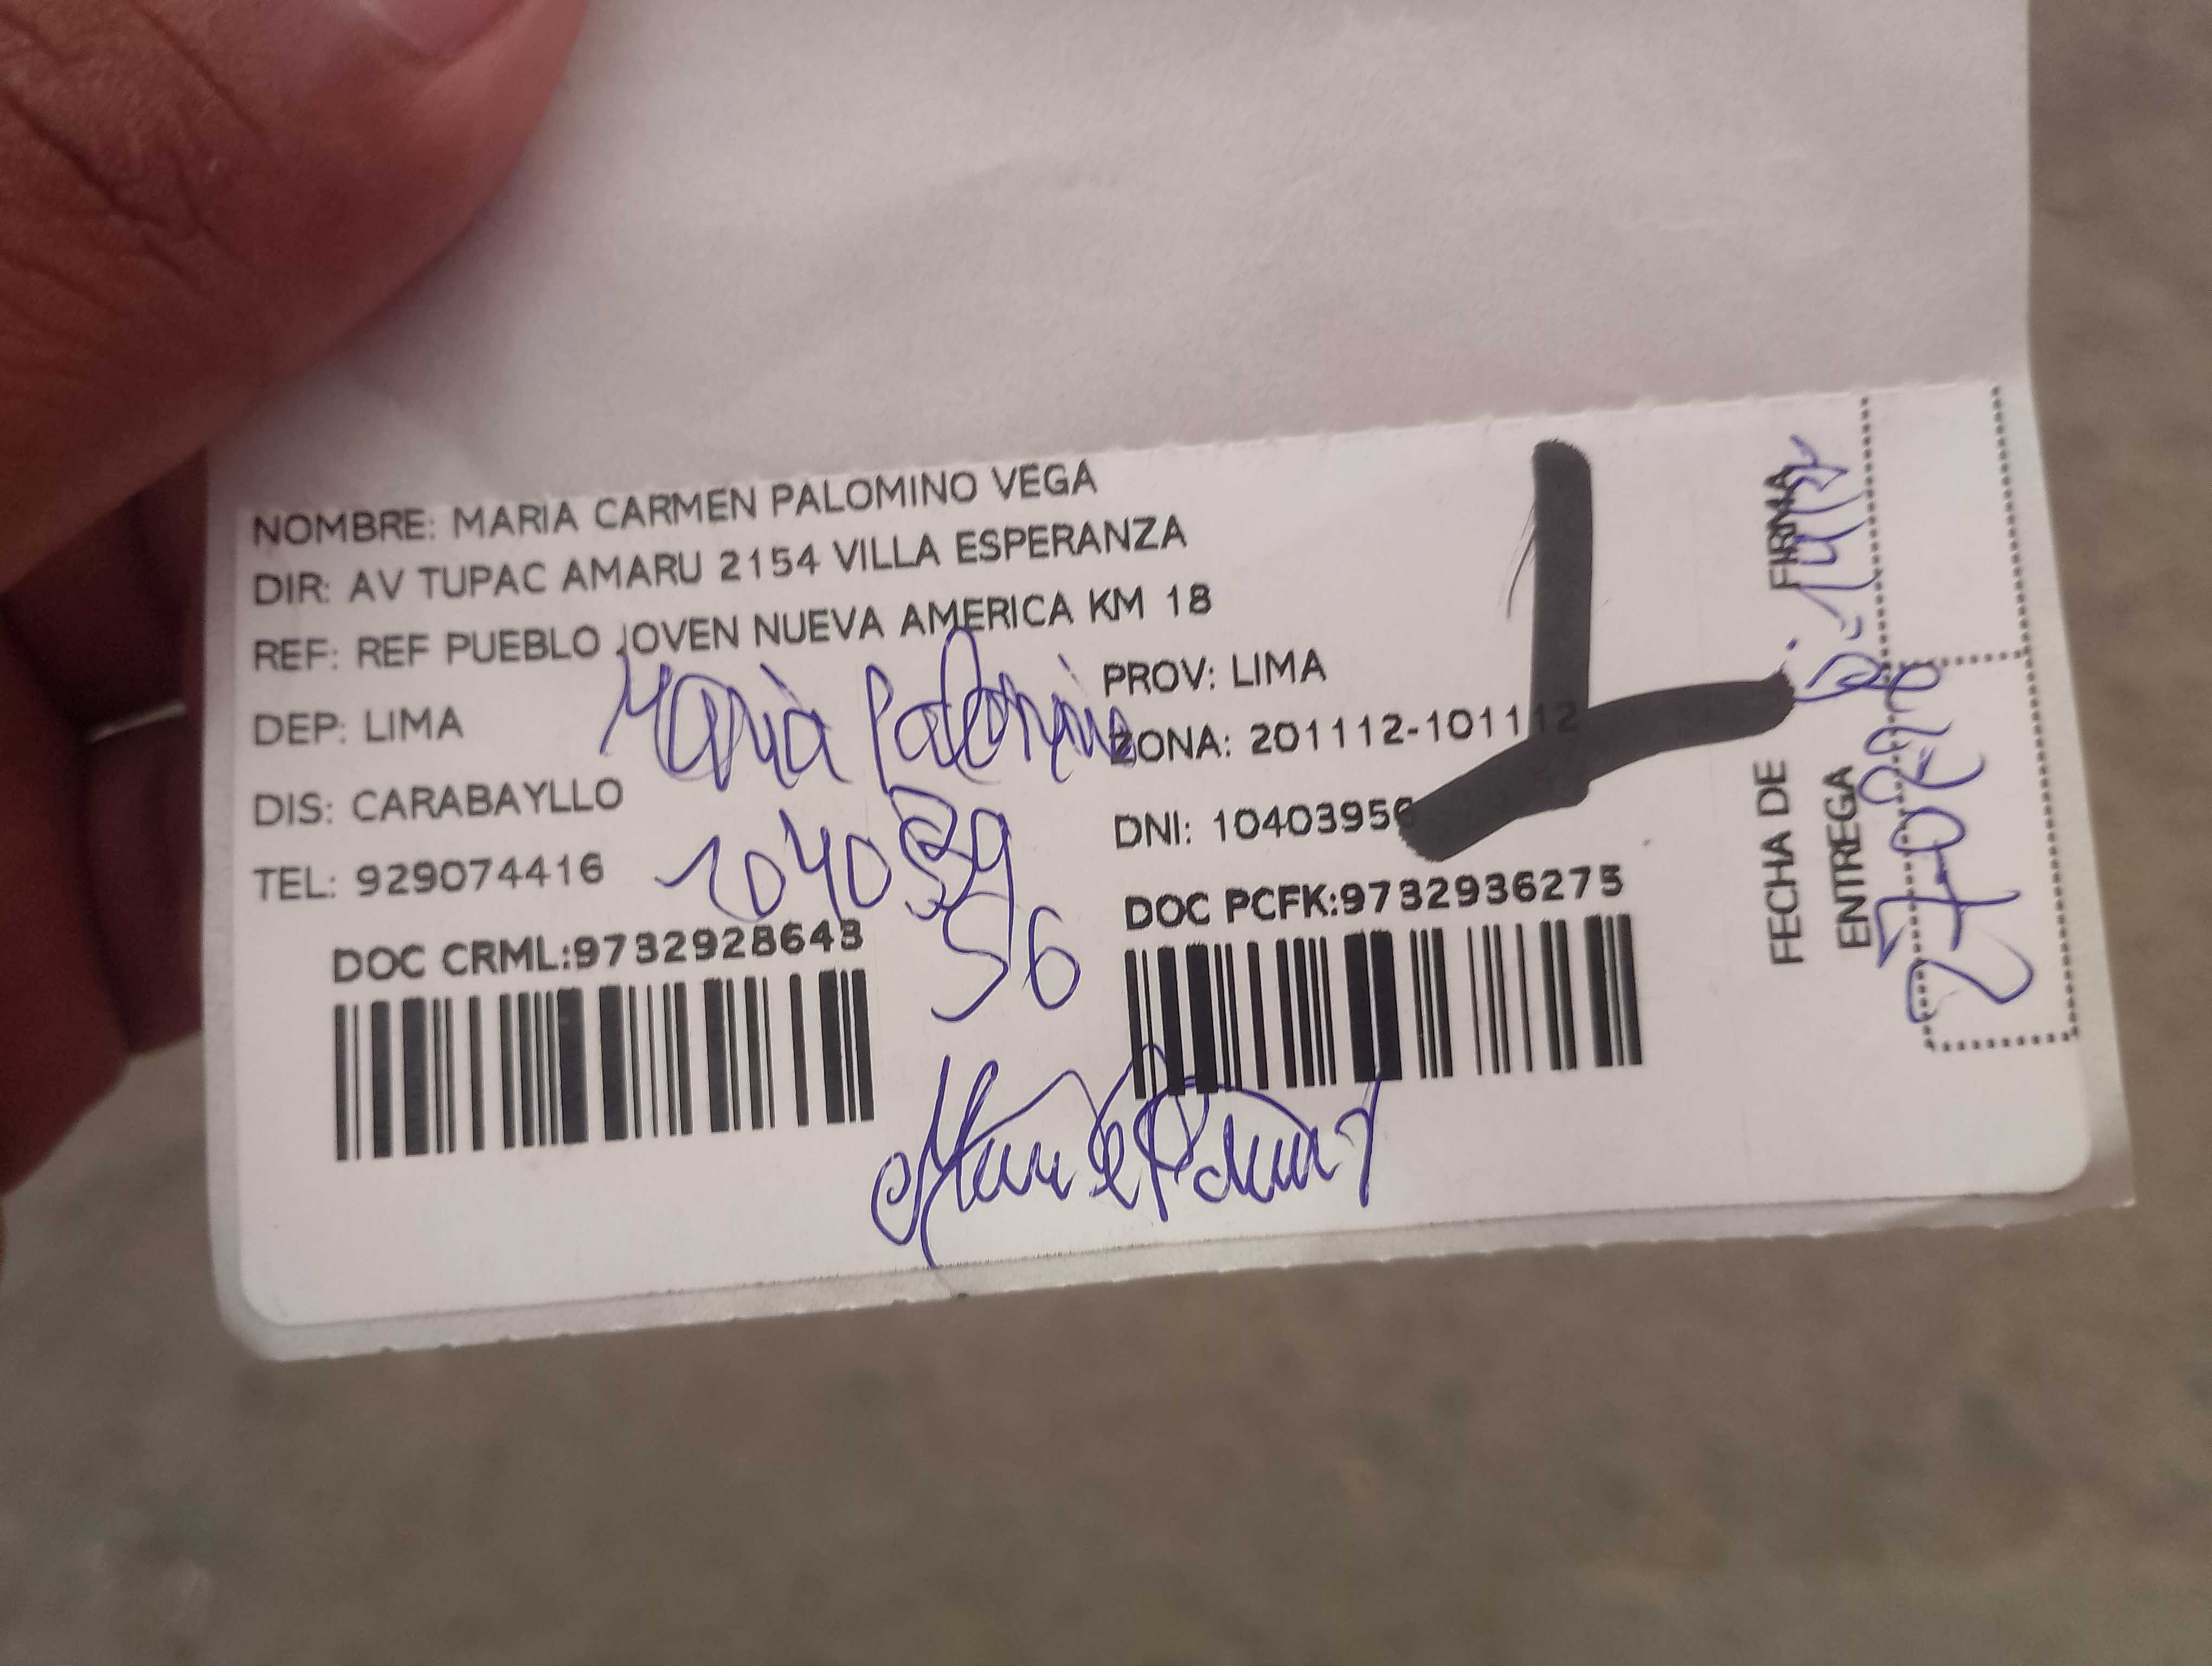 NOMBRE: MARIA CARMEN PALOMINO VEGA
DIR: AV TUPAC AMARU 2154 VILLA ESPERANZA
REF: REF PUEBLO JOVEN NUEVA AMERICA KM 18
DEP: LIMA
PROV: LIMA
Maria Palomino
ZONA: 201112-101112
DIS: CARABAYLLO
DNI: 10403956
TEL: 929074416
104039
56
DOC CRML:9732928643
DOC PCFK:9732936275
FIRMA
FECHA DE
ENTREGA